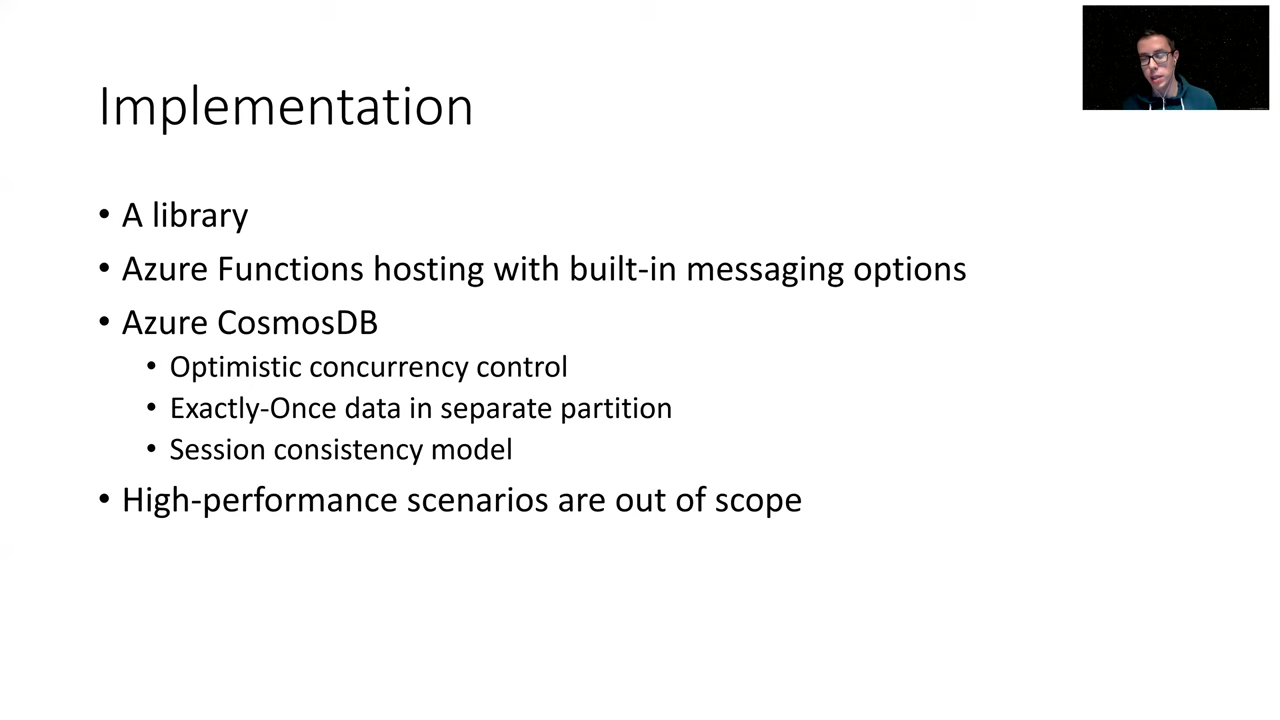 Implementation
• A library
• Azure Functions hosting with built-in messaging options
• Azure CosmosDB
• Optimistic concurrency control
• Exactly-Once data in separate partition
• Session consistency model
• High-performance scenarios are out of scope